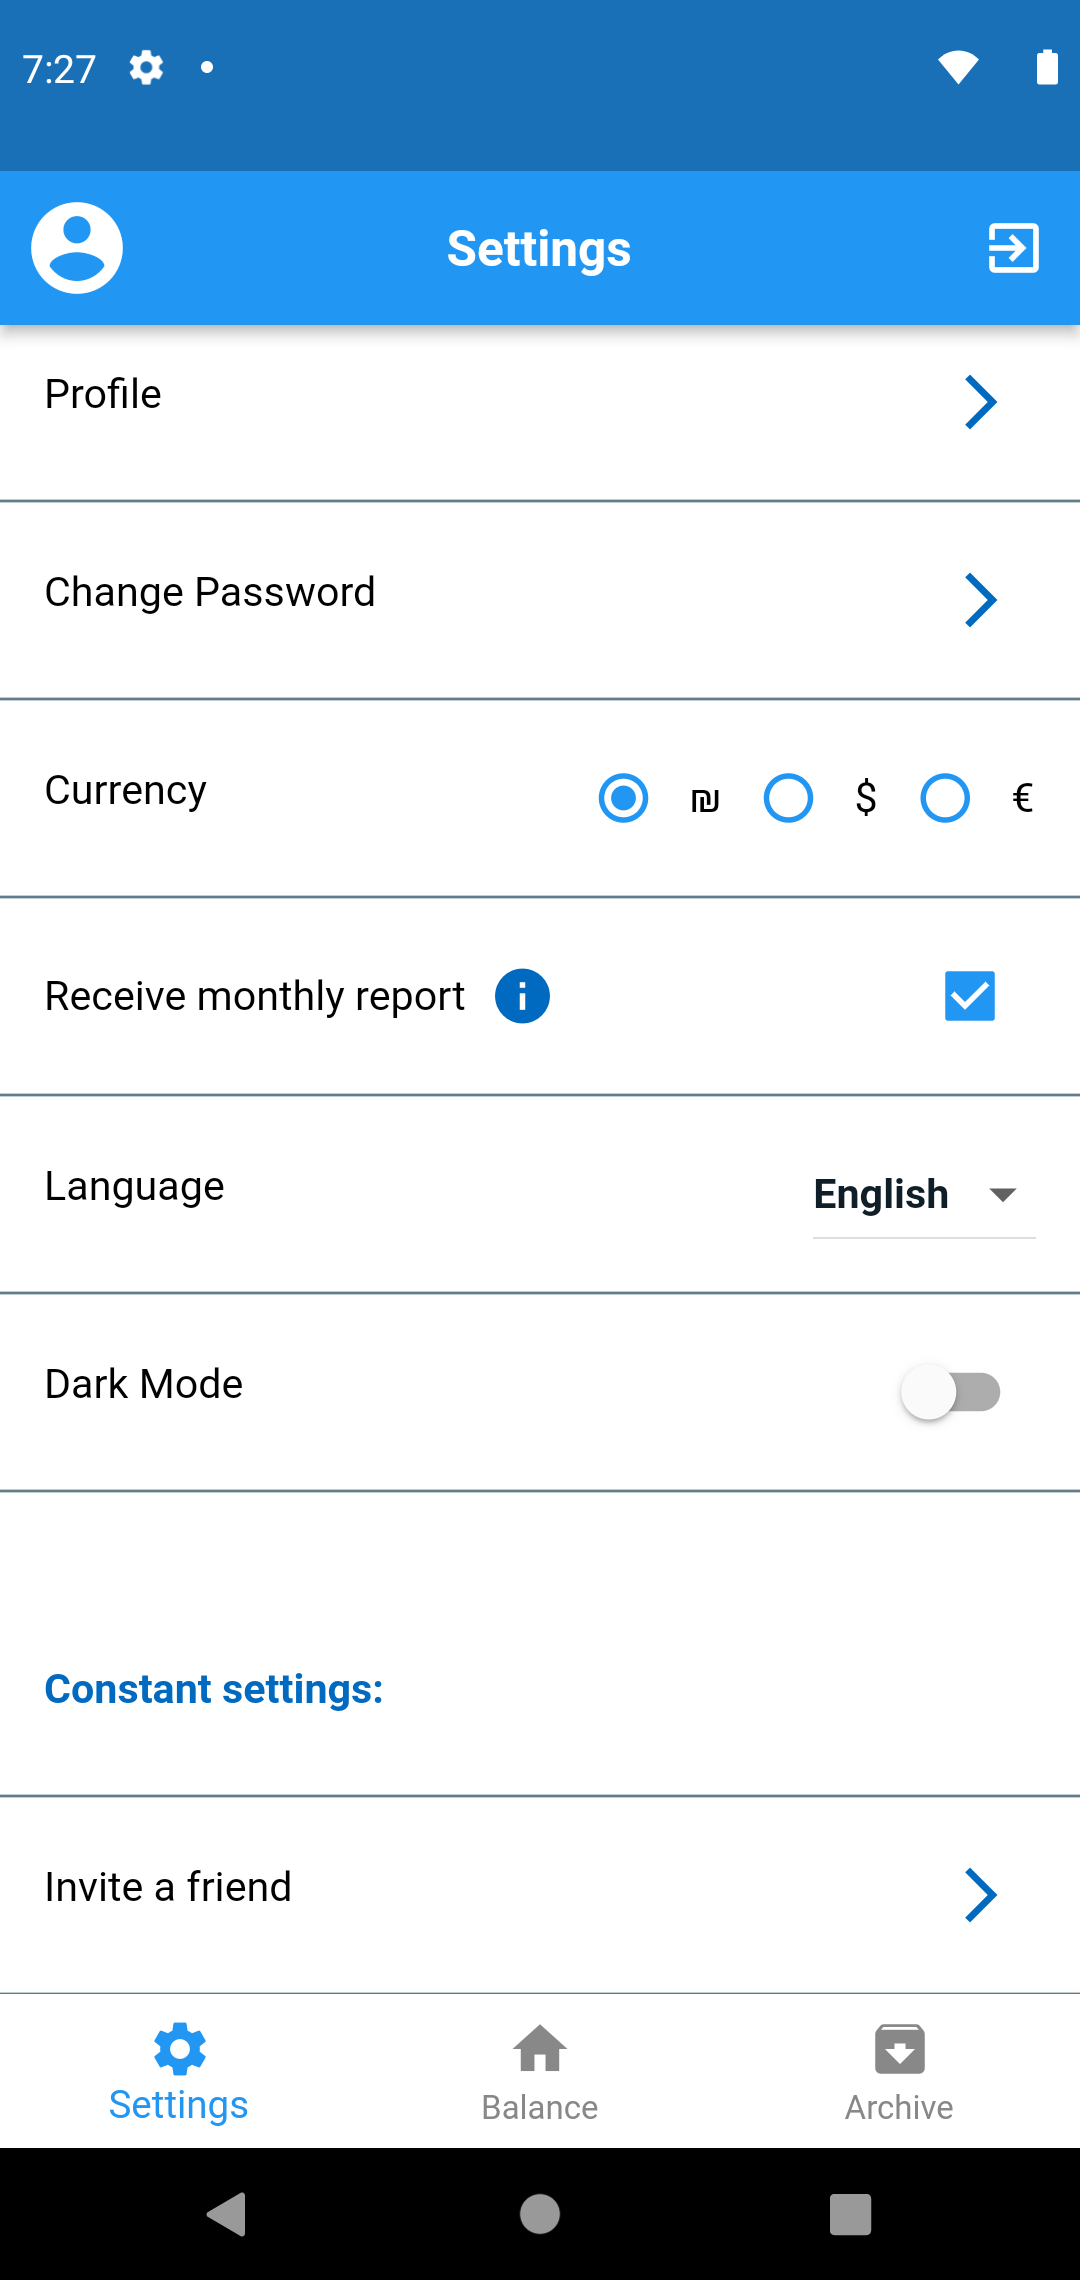 7:27
Settings
Profile
Change Password
Currency ₪ $ €
Receive monthly report
Language English
Dark Mode
Constant settings:
Invite a friend
Settings Balance Archive